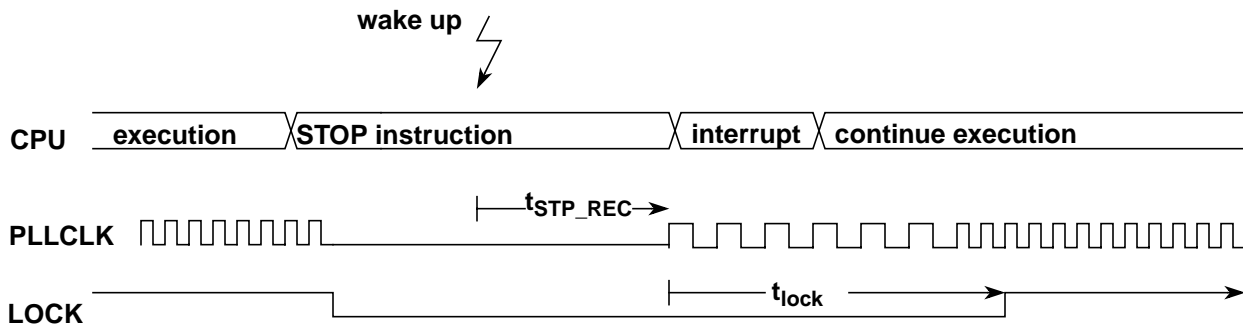 wake up
CPU execution STOP instruction interrupt continue execution
tSTP_REC
PLLCLK
tlock
LOCK